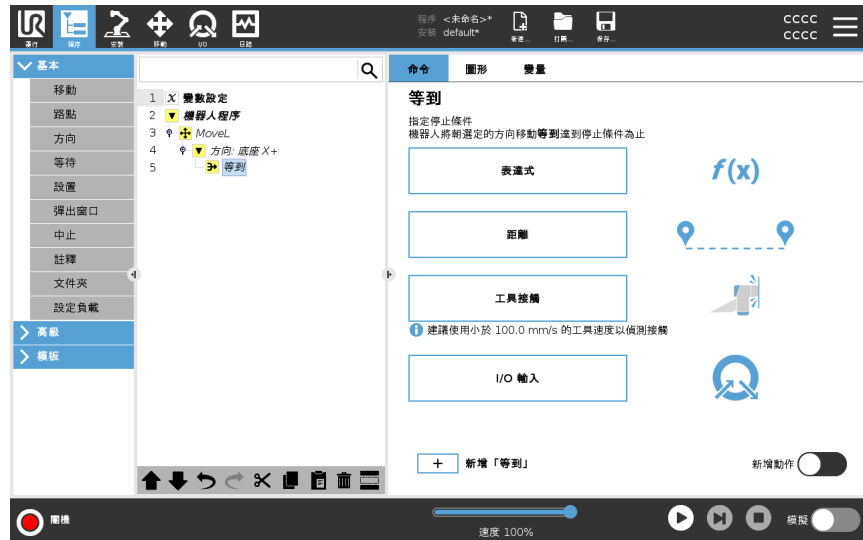 UR
運行
程序
安裝
移動
I/O
日誌
程序 <未命名>*
安裝 default*
新建...
打開...
保存...
cccc
cccc
基本
移動
路點
方向
等待
設置
彈出窗口
中止
註釋
文件夾
設定負載
高級
模板
1 X 變數設定
2 機器人程序
3 MoveL
4 方向: 底座 X+
5 等到
命令 圖形 變量
等到
指定停止條件
機器人將朝選定的方向移動等到達到停止條件為止
表達式
f(x)
距離
工具接觸
建議使用小於 100.0 mm/s 的工具速度以偵測接觸
I/O 輸入
+ 新增「等到」
新增動作
關機
速度 100%
模擬